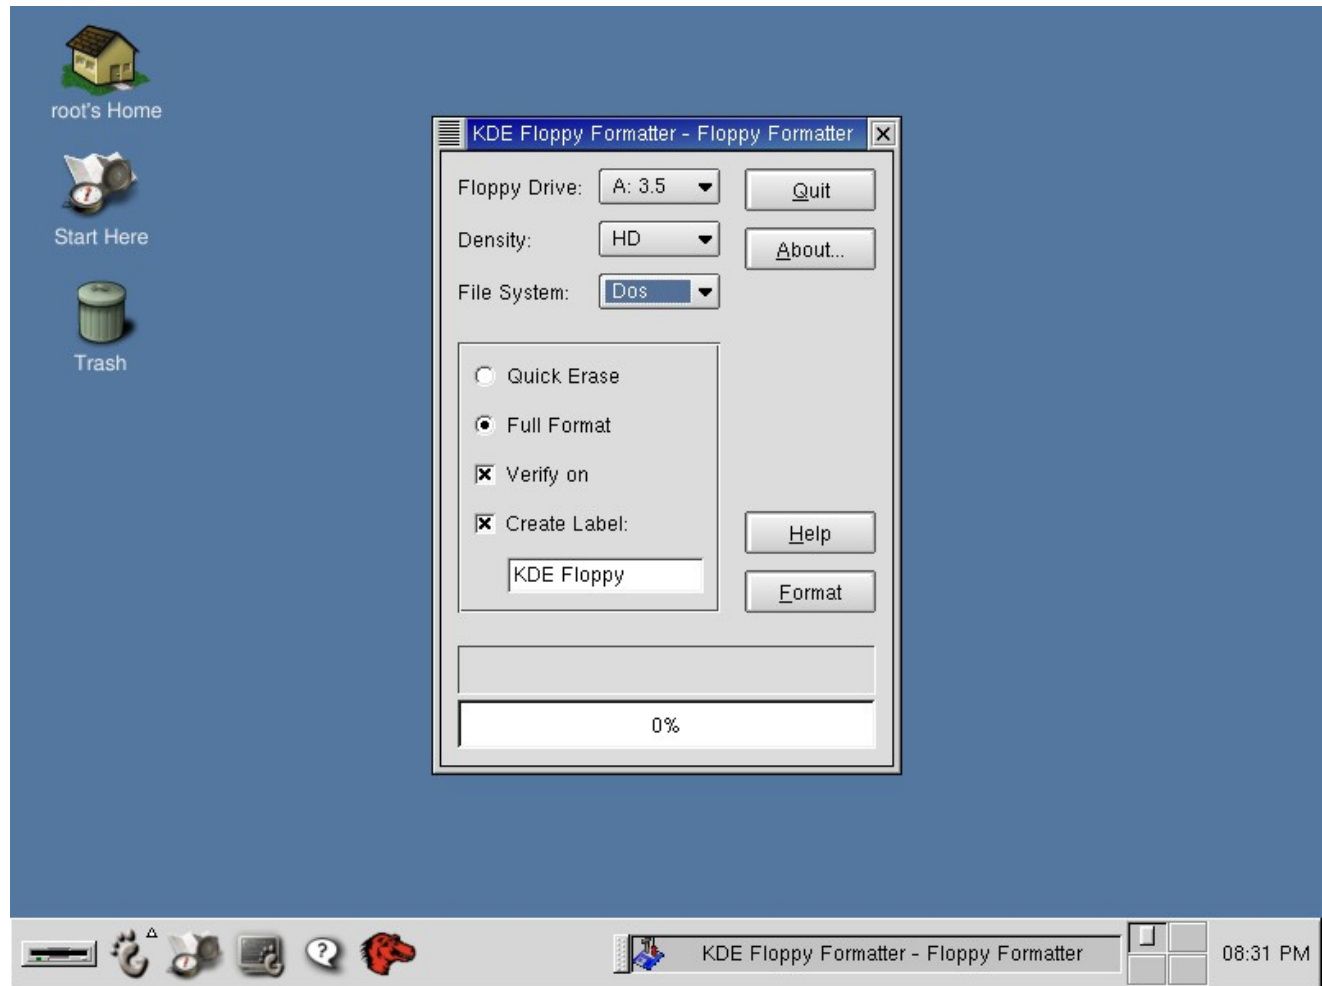 root's Home
Start Here
Trash
KDE Floppy Formatter - Floppy Formatter
Floppy Drive: A: 3.5 Quit
Density: HD About...
File System: Dos
Quick Erase
Full Format
Verify on
Create Label:
Help
KDE Floppy
Format
0%
KDE Floppy Formatter - Floppy Formatter
08:31 PM